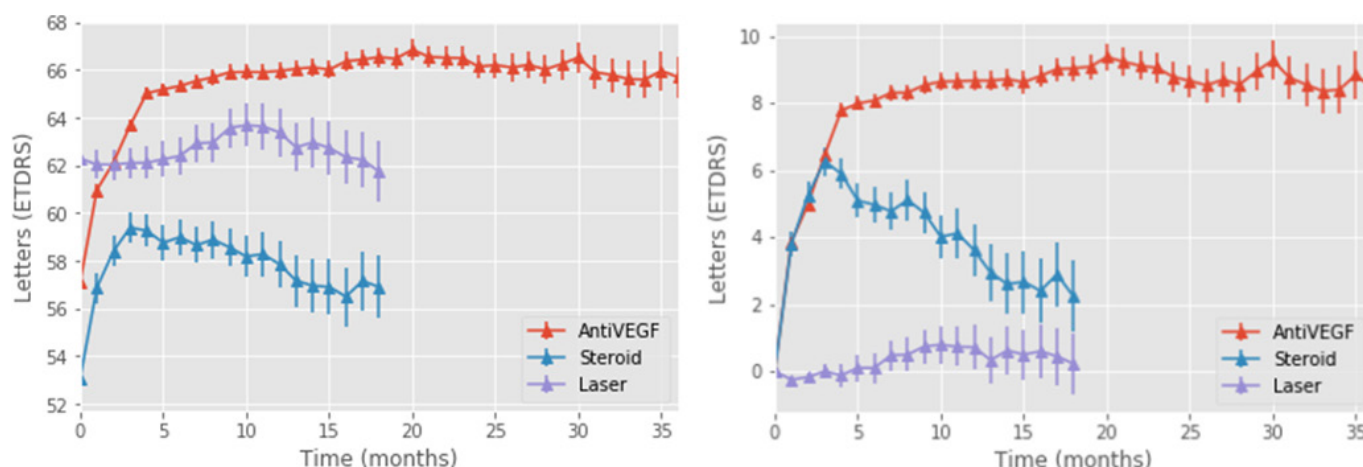 68
66
64
62
60
58
56
54
52
Letters (ETDRS)
0 5 10 15 20 25 30 35
Time (months)
AntiVEGF
Steroid
Laser
10
8
6
4
2
0
Letters (ETDRS)
0 5 10 15 20 25 30 35
Time (months)
AntiVEGF
Steroid
Laser